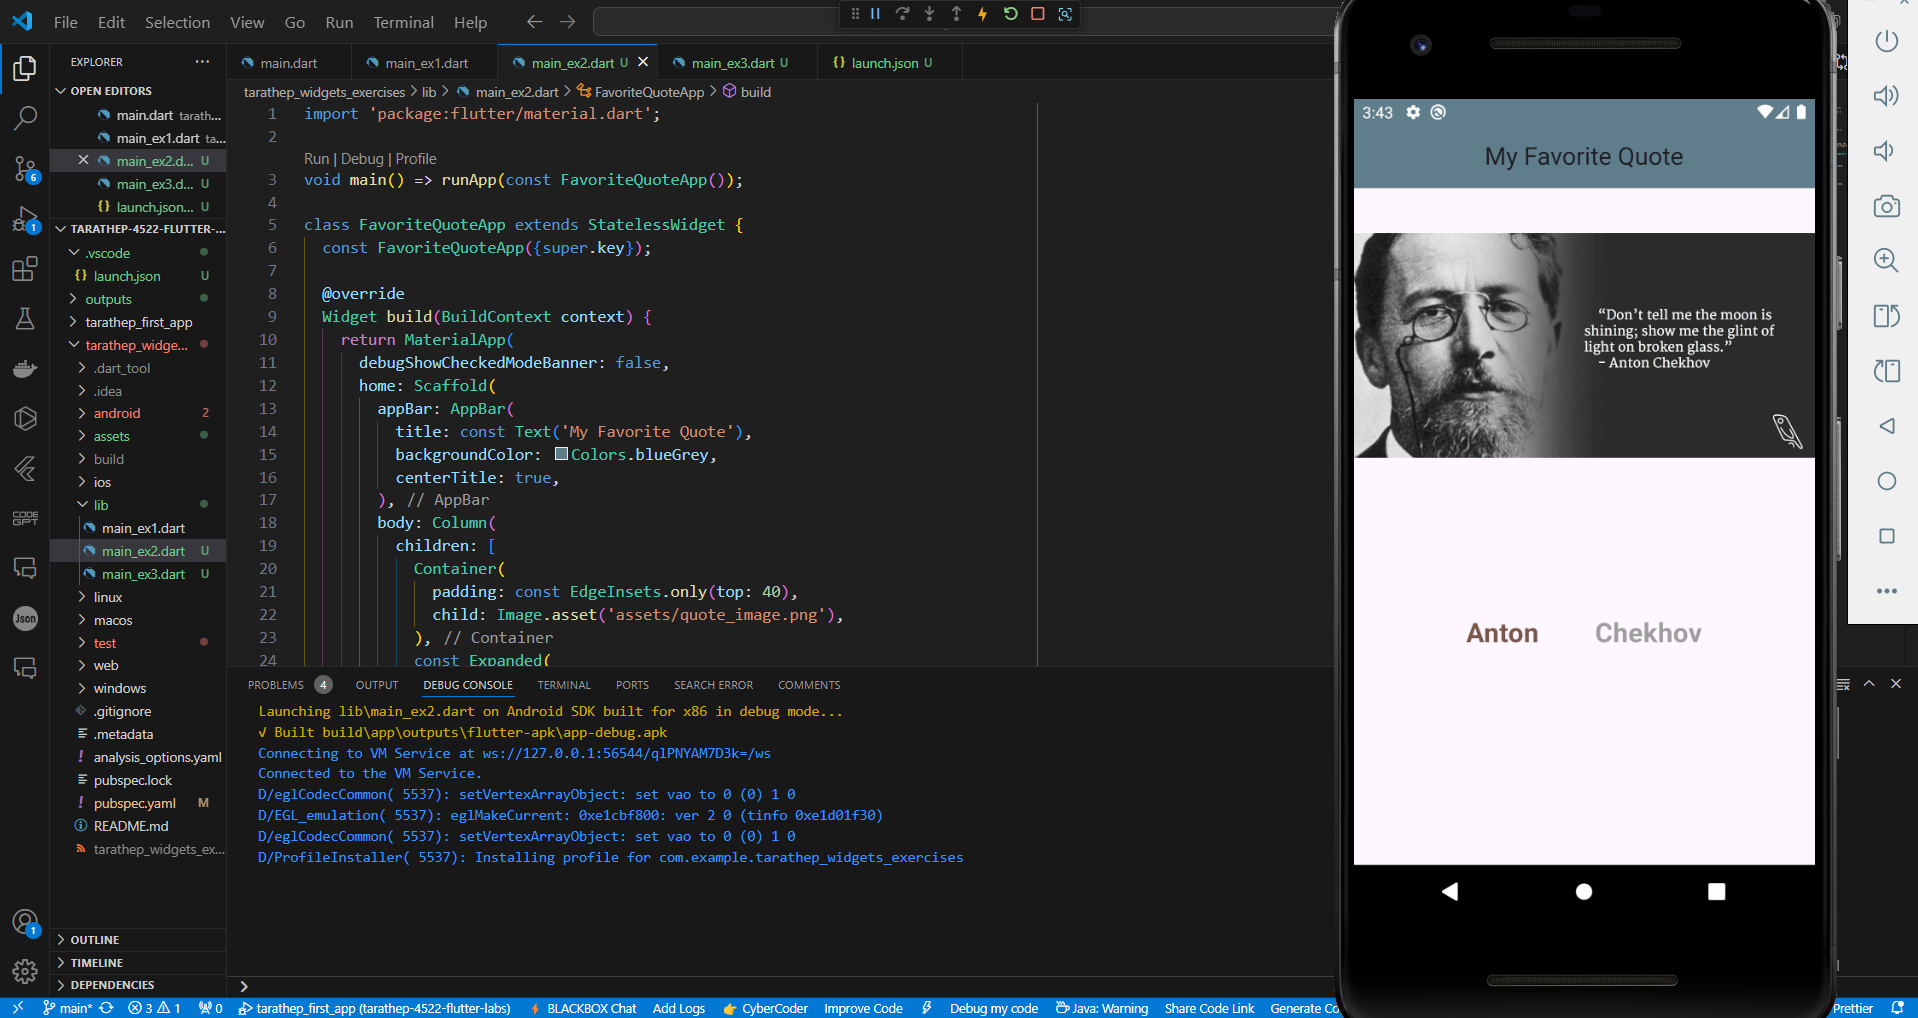 File Edit Selection View Go Run Terminal Help
EXPLORER
OPEN EDITORS
main.dart tarath...
main_ex1.dart ta...
main_ex2.d... U
main_ex3.d... U
{} launch.json... U
TARATHEP-4522-FLUTTER-...
.vscode
{} launch.json U
outputs
tarathep_first_app
tarathep_widge...
.dart_tool
.idea
android 2
assets
build
ios
lib
main_ex1.dart
main_ex2.dart U
main_ex3.dart U
linux
macos
test
web
windows
.gitignore
.metadata
! analysis_options.yaml
pubspec.lock
! pubspec.yaml M
README.md
tarathep_widgets_ex...
OUTLINE
TIMELINE
DEPENDENCIES
6
1
CODE GPT
Json
1
main.dart main_ex1.dart main_ex2.dart U main_ex3.dart U {} launch.json U
tarathep_widgets_exercises > lib > main_ex2.dart > FavoriteQuoteApp > build
1 import 'package:flutter/material.dart';
2
Run | Debug | Profile
3 void main() => runApp(const FavoriteQuoteApp());
4
5 class FavoriteQuoteApp extends StatelessWidget {
6 const FavoriteQuoteApp({super.key});
7
8 @override
9 Widget build(BuildContext context) {
10 return MaterialApp(
11 debugShowCheckedModeBanner: false,
12 home: Scaffold(
13 appBar: AppBar(
14 title: const Text('My Favorite Quote'),
15 backgroundColor: Colors.blueGrey,
16 centerTitle: true,
17 ), // AppBar
18 body: Column(
19 children: [
20 Container(
21 padding: const EdgeInsets.only(top: 40),
22 child: Image.asset('assets/quote_image.png'),
23 ), // Container
24 const Expanded(
PROBLEMS 4 OUTPUT DEBUG CONSOLE TERMINAL PORTS SEARCH ERROR COMMENTS
Launching lib\main_ex2.dart on Android SDK built for x86 in debug mode...
√ Built build\app\outputs\flutter-apk\app-debug.apk
Connecting to VM Service at ws://127.0.0.1:56544/qlPNYAM7D3k=/ws
Connected to the VM Service.
D/eglCodecCommon( 5537): setVertexArrayObject: set vao to 0 (0) 1 0
D/EGL_emulation( 5537): eglMakeCurrent: 0xe1cbf800: ver 2 0 (tinfo 0xe1d01f30)
D/eglCodecCommon( 5537): setVertexArrayObject: set vao to 0 (0) 1 0
D/ProfileInstaller( 5537): Installing profile for com.example.tarathep_widgets_exercises
3:43
My Favorite Quote
“Don’t tell me the moon is
shining; show me the glint of
light on broken glass.”
- Anton Chekhov
Anton Chekhov
main* 3 1 0 tarathep_first_app (tarathep-4522-flutter-labs) BLACKBOX Chat Add Logs CyberCoder Improve Code Debug my code Java: Warning Share Code Link Generate Co Prettier